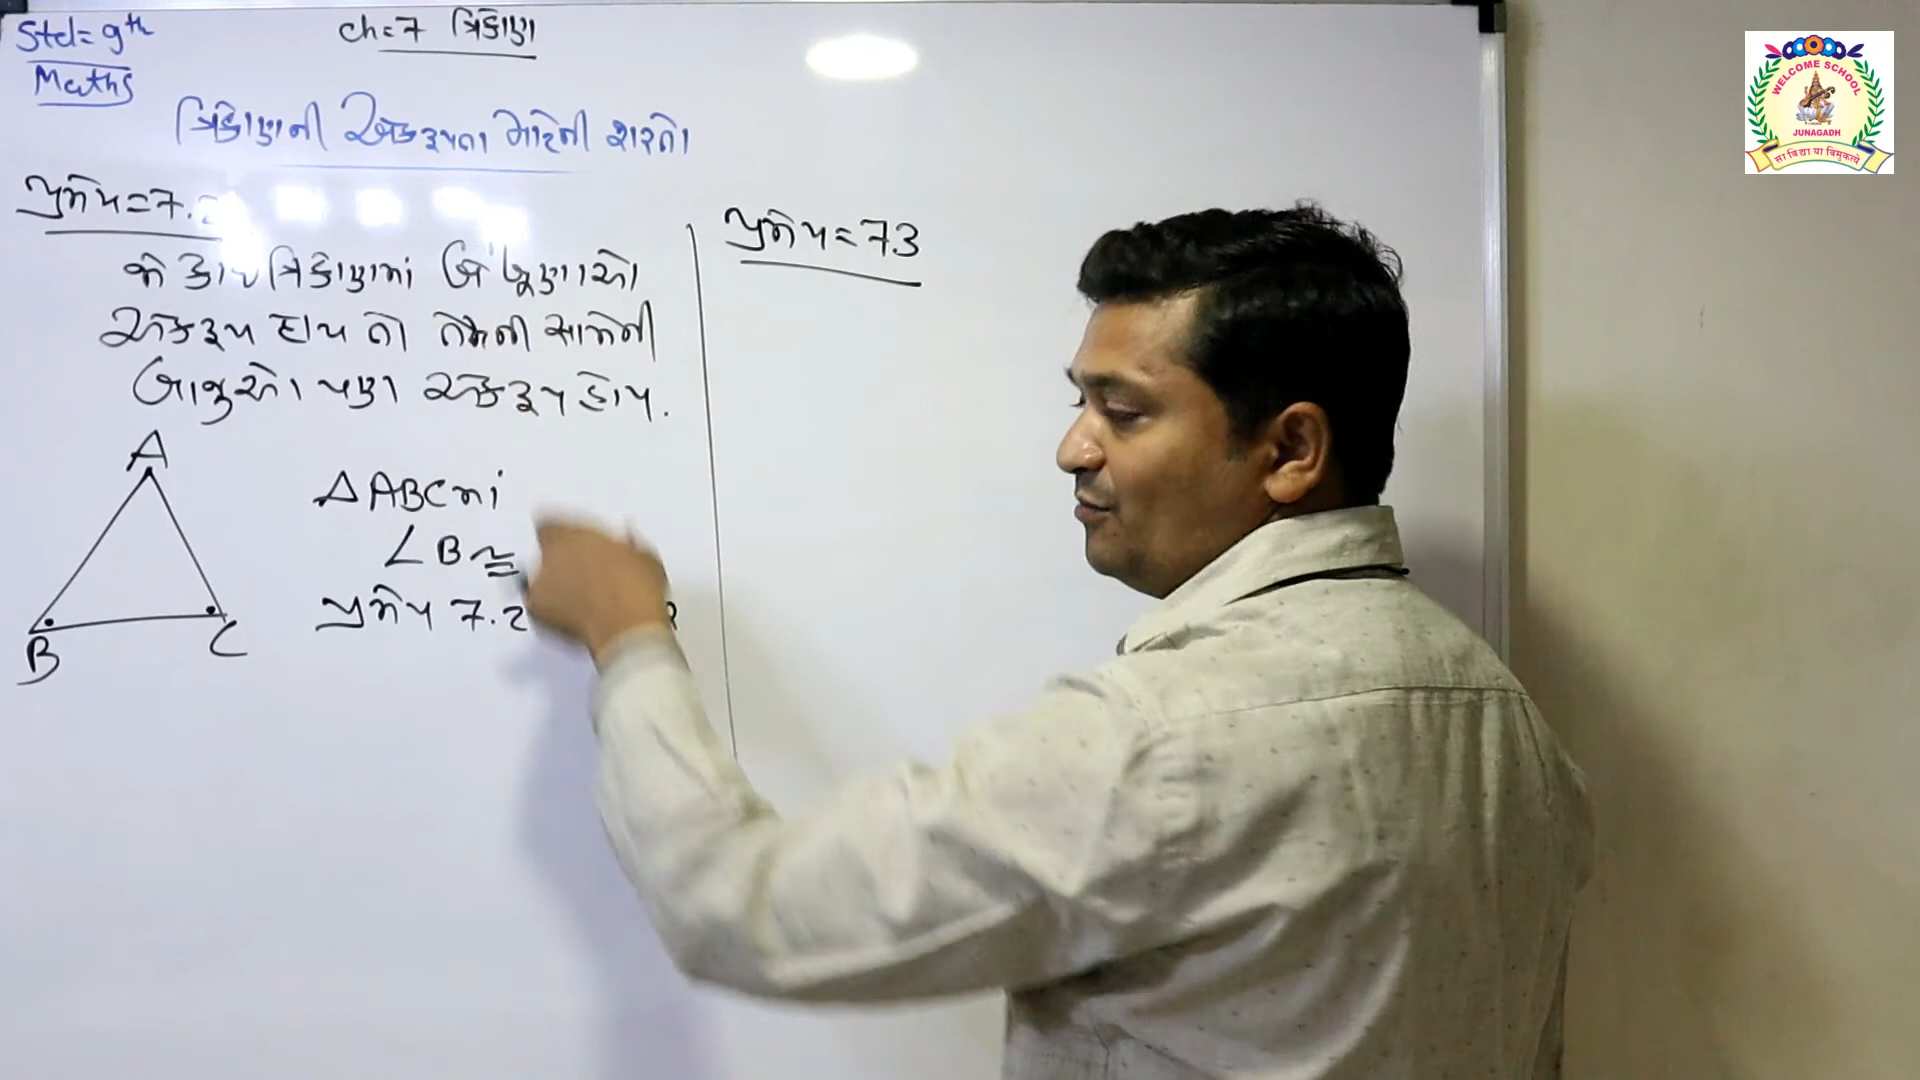 Std = 9th
Maths
ch = 7 ત્રિકોણ
ત્રિકોણની એકરૂપતા માટેની શરતો
પ્રમેય = 7.2
જો કોઈ ત્રિકોણમાં બે ખૂણાઓ
એકરૂપ હોય તો તેમની સામેની
બાજુઓ પણ એકરૂપ હોય.
A
B
C
△ ABC માં
∠B ≅
પ્રમેય 7.2
પ્રમેય = 7.3
WELCOME SCHOOL
JUNAGADH
सा विद्या या विमुक्तये